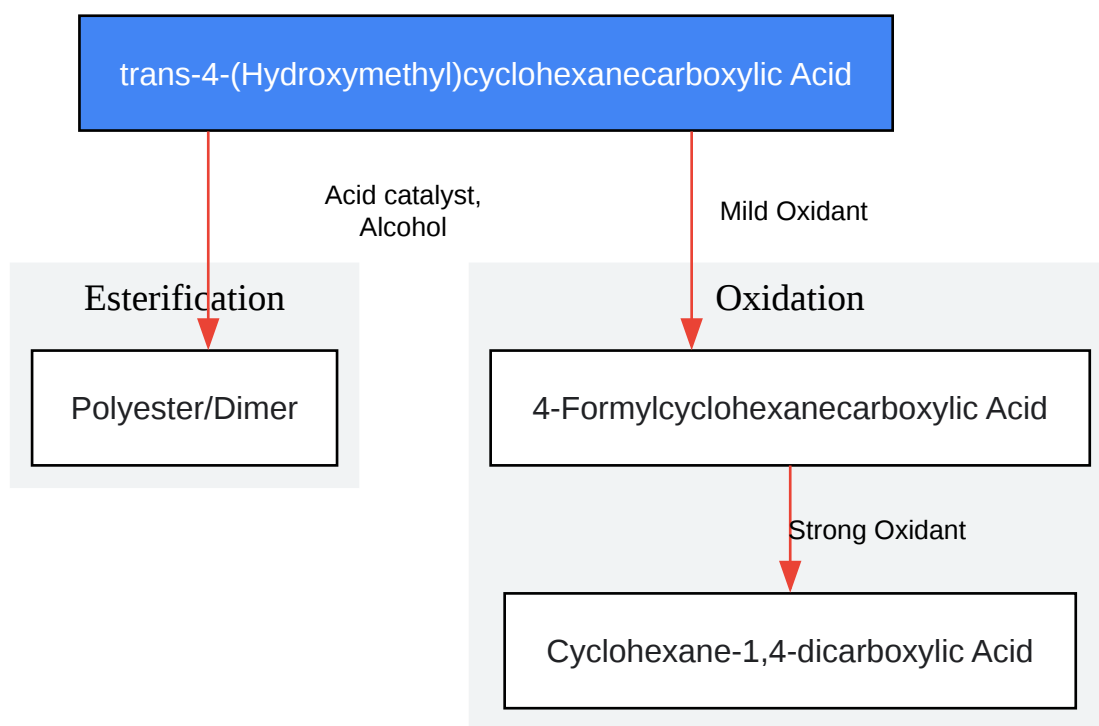 trans-4-(Hydroxymethyl)cyclohexanecarboxylic Acid
Acid catalyst,
Alcohol
Mild Oxidant
Esterification
Oxidation
Polyester/Dimer
4-Formylcyclohexanecarboxylic Acid
Strong Oxidant
Cyclohexane-1,4-dicarboxylic Acid